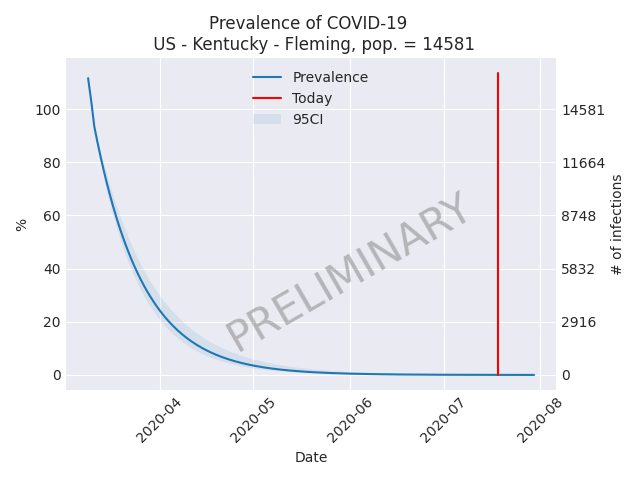 Prevalence of COVID-19
US - Kentucky - Fleming, pop. = 14581
Prevalence
Today
95CI
100
80
60
40
20
0
%
14581
11664
8748
5832
2916
0
# of infections
PRELIMINARY
2020-04
2020-05
2020-06
2020-07
2020-08
Date